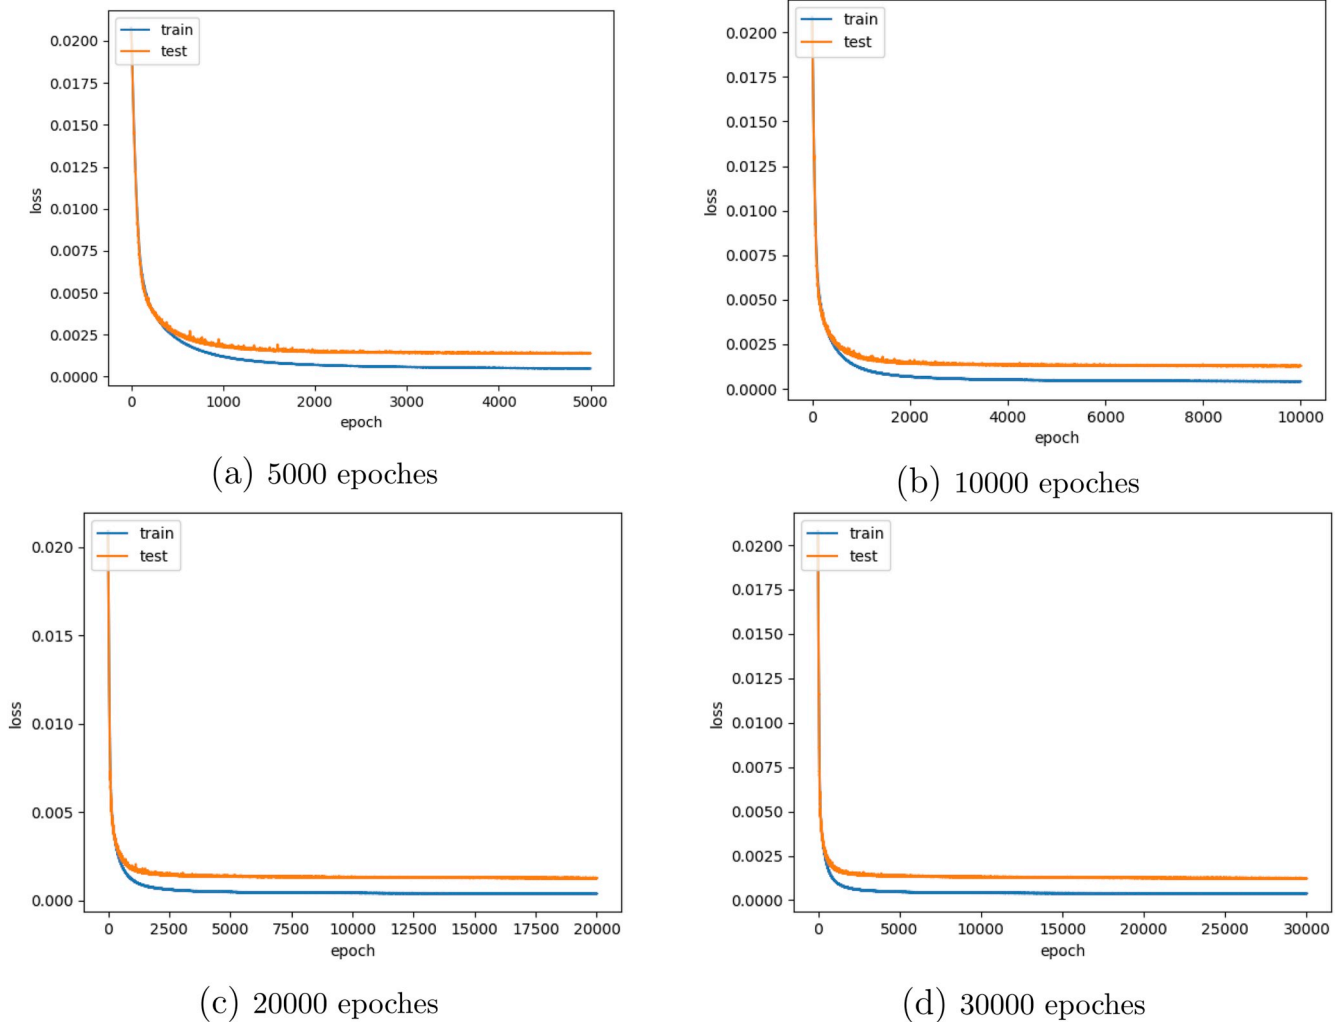 train
test
0.0200
0.0175
0.0150
0.0125
0.0100
0.0075
0.0050
0.0025
0.0000
loss
0 1000 2000 3000 4000 5000
epoch
(a) 5000 epoches
train
test
0.0200
0.0175
0.0150
0.0125
0.0100
0.0075
0.0050
0.0025
0.0000
loss
0 2000 4000 6000 8000 10000
epoch
(b) 10000 epoches
train
test
0.020
0.015
0.010
0.005
0.000
loss
0 2500 5000 7500 10000 12500 15000 17500 20000
epoch
(c) 20000 epoches
train
test
0.0200
0.0175
0.0150
0.0125
0.0100
0.0075
0.0050
0.0025
0.0000
loss
0 5000 10000 15000 20000 25000 30000
epoch
(d) 30000 epoches